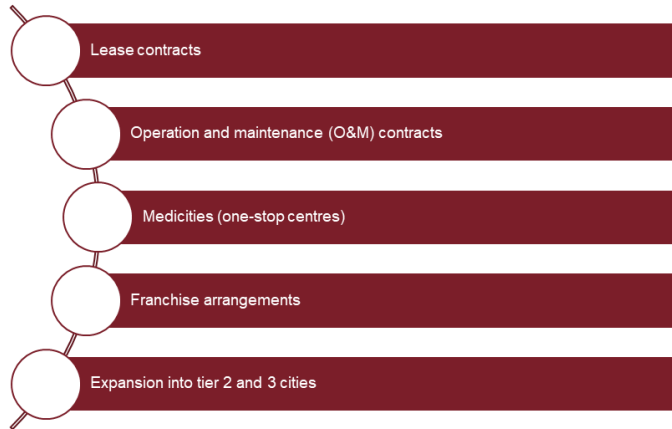 Lease contracts
Operation and maintenance (O&M) contracts
Medicities (one-stop centres)
Franchise arrangements
Expansion into tier 2 and 3 cities